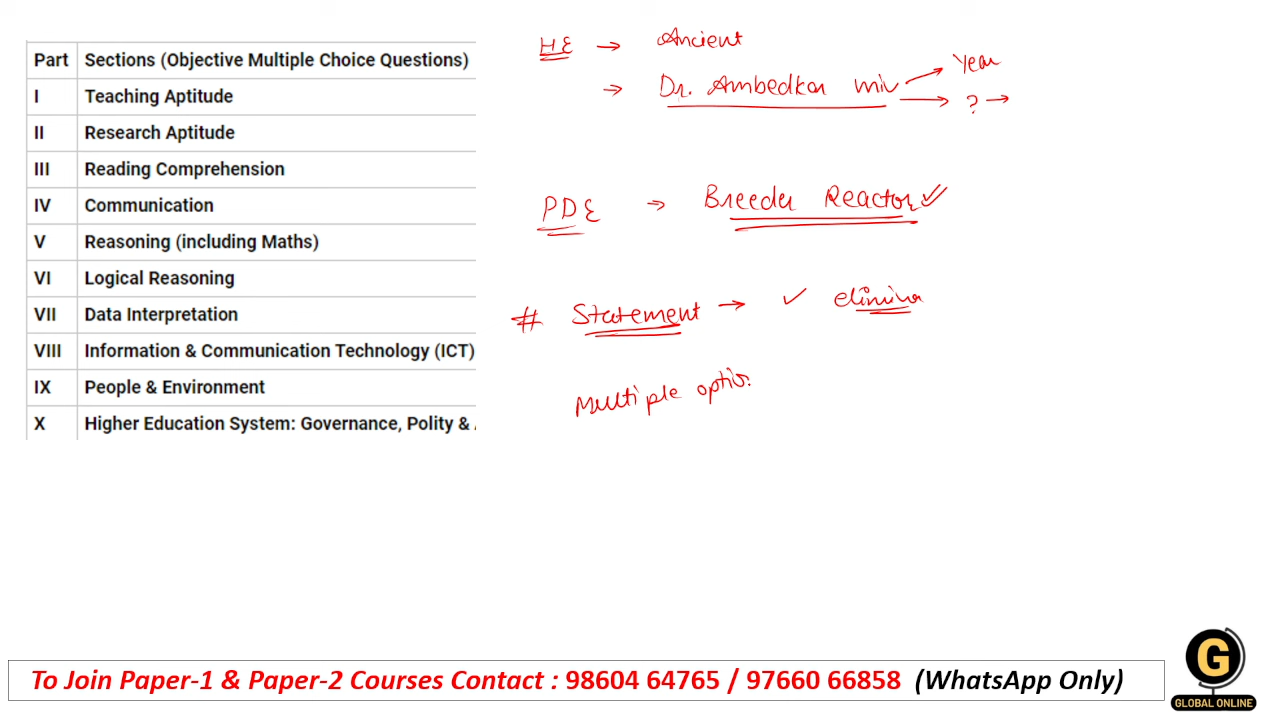 Part Sections (Objective Multiple Choice Questions)
I Teaching Aptitude
II Research Aptitude
III Reading Comprehension
IV Communication
V Reasoning (including Maths)
VI Logical Reasoning
VII Data Interpretation
VIII Information & Communication Technology (ICT)
IX People & Environment
X Higher Education System: Governance, Polity &
HE → Ancient
→ Dr. Ambedkar → Year
→ ? →
PDE → Breeder Reactor ✓
# Statement → ✓ elimina
Multiple option
To Join Paper-1 & Paper-2 Courses Contact : 98604 64765 / 97660 66858 (WhatsApp Only)
G
GLOBAL ONLINE